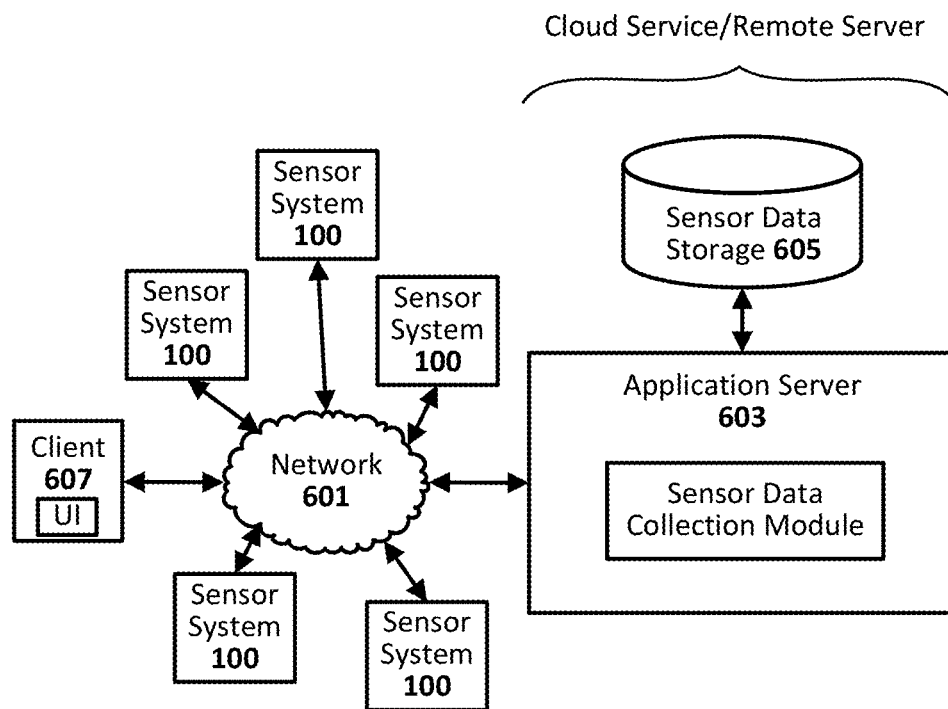 Cloud Service/Remote Server
Sensor
System
100
Sensor
System
100
Sensor
System
100
Sensor Data
Storage 605
Client
607
UI
Network
601
Application Server
603
Sensor Data
Collection Module
Sensor
System
100
Sensor
System
100